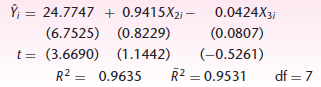 Ŷi = 24.7747 + 0.9415X2i − 0.0424X3i
(6.7525) (0.8229) (0.0807)
t = (3.6690) (1.1442) (−0.5261)
R² = 0.9635 R̄² = 0.9531 df = 7